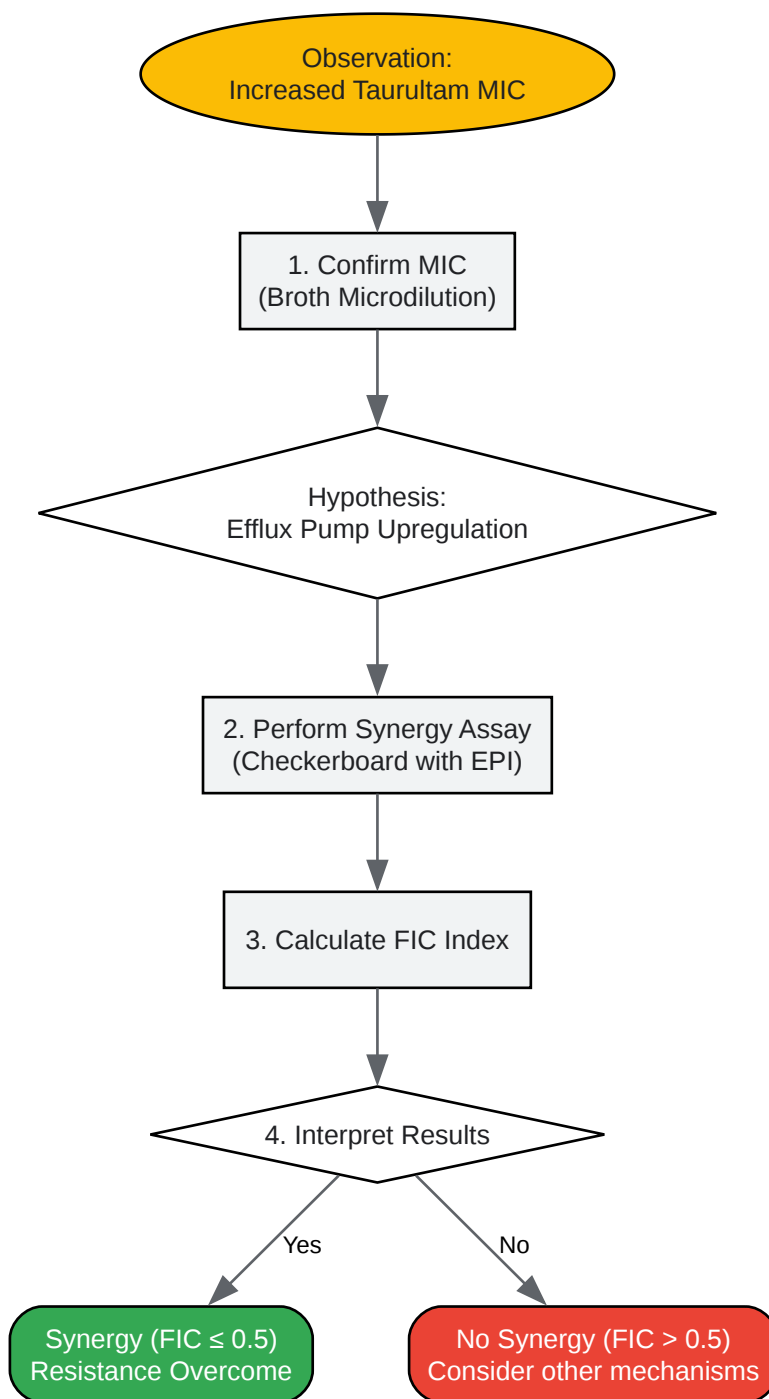 Observation:
Increased Taurultam MIC
1. Confirm MIC
(Broth Microdilution)
Hypothesis:
Efflux Pump Upregulation
2. Perform Synergy Assay
(Checkerboard with EPI)
3. Calculate FIC Index
4. Interpret Results
Yes
No
Synergy (FIC ≤ 0.5)
Resistance Overcome
No Synergy (FIC > 0.5)
Consider other mechanisms